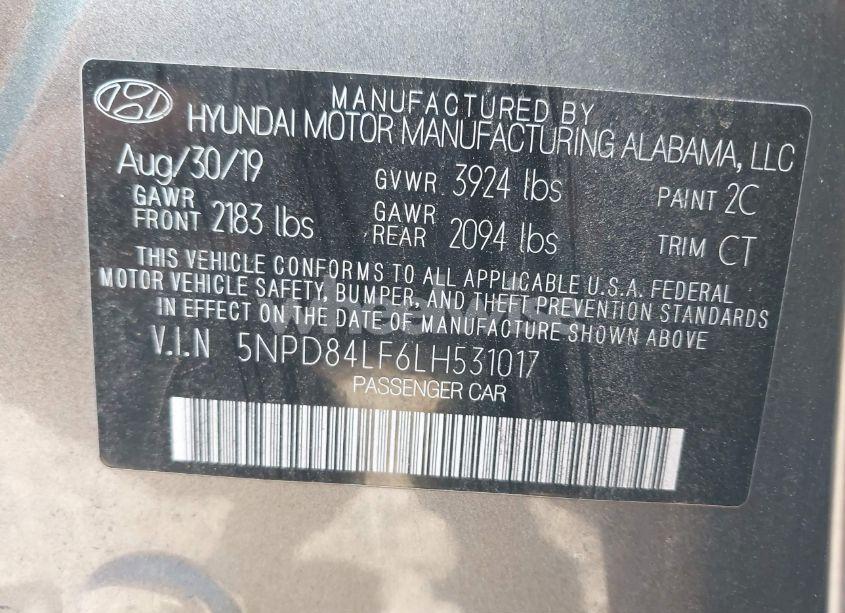 MANUFACTURED BY
HYUNDAI MOTOR MANUFACTURING ALABAMA, LLC
Aug/30/19 GVWR 3924 lbs PAINT 2C
GAWR FRONT 2183 lbs GAWR REAR 2094 lbs TRIM CT
THIS VEHICLE CONFORMS TO ALL APPLICABLE U.S.A. FEDERAL
MOTOR VEHICLE SAFETY, BUMPER, AND THEFT PREVENTION STANDARDS
IN EFFECT ON THE DATE OF MANUFACTURE SHOWN ABOVE.
V.I.N 5NPD84LF6LH531017
PASSENGER CAR